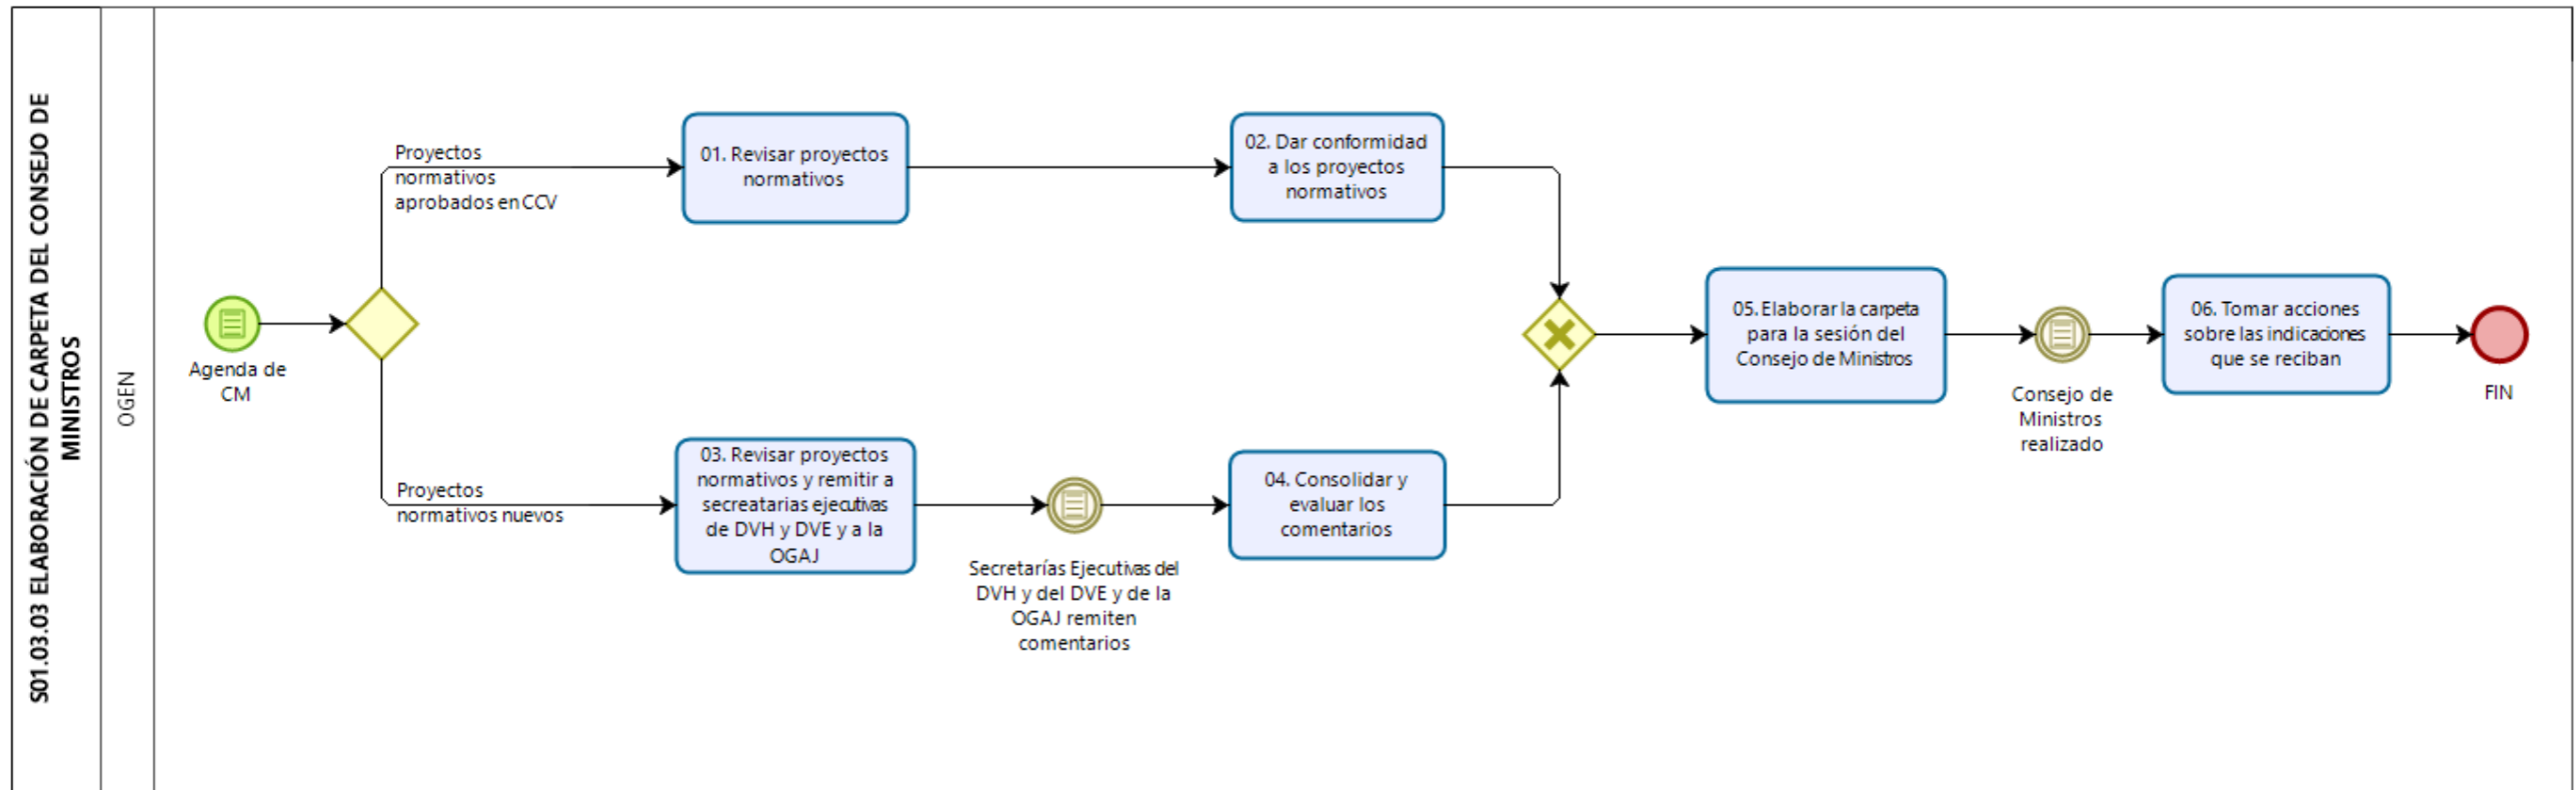 S01.03.03 ELABORACIÓN DE CARPETA DEL CONSEJO DE
MINISTROS
OGEN
Agenda de
CM
Proyectos
normativos
aprobados en CCV
01. Revisar proyectos
normativos
02. Dar conformidad
a los proyectos
normativos
Proyectos
normativos nuevos
03. Revisar proyectos
normativos y remitir a
secreatarias ejecutivas
de DVH y DVE y a la
OGAJ
Secretarías Ejecutivas del
DVH y del DVE y de la
OGAJ remiten
comentarios
04. Consolidar y
evaluar los
comentarios
05. Elaborar la carpeta
para la sesión del
Consejo de Ministros
Consejo de
Ministros
realizado
06. Tomar acciones
sobre las indicaciones
que se reciban
FIN